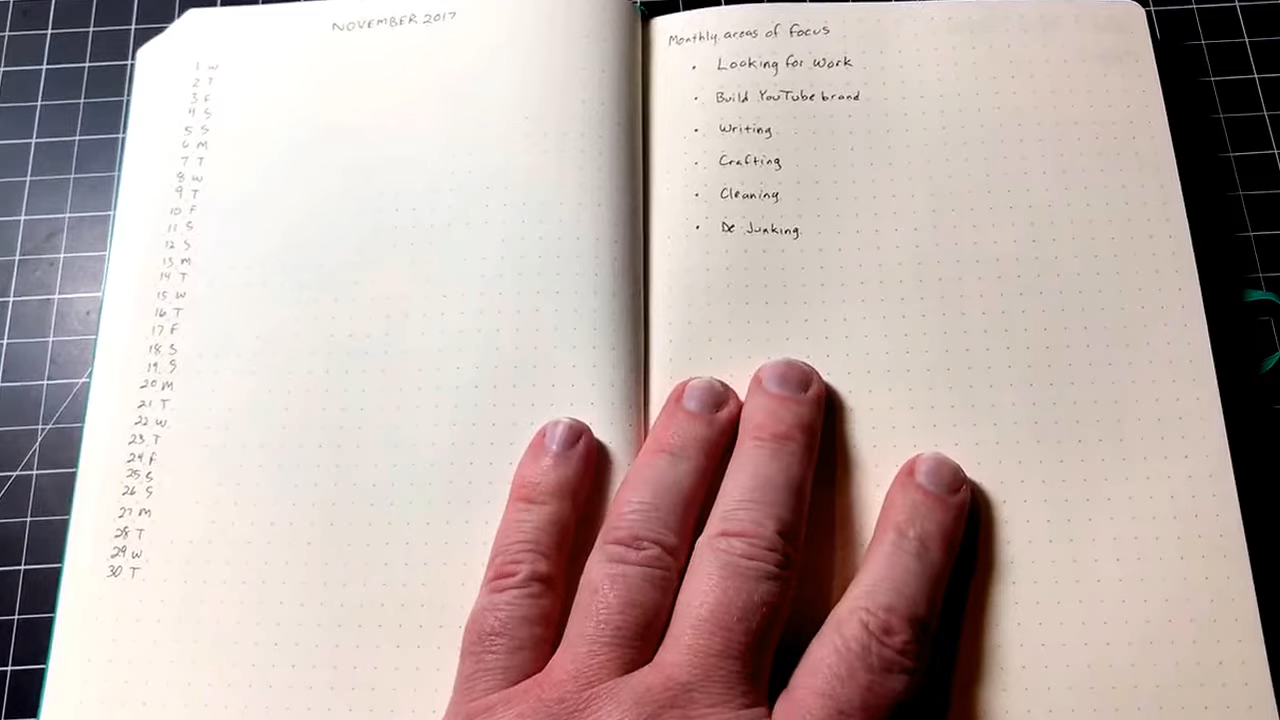 NOVEMBER 2017
1 W
2 T
3 F
4 S
5 S
6 M
7 T
8 W
9 T
10 F
11 S
12 S
13 M
14 T
15 W
16 T
17 F
18 S
19 S
20 M
21 T
22 W
23 T
24 F
25 S
26 S
27 M
28 T
29 W
30 T
Monthly areas of focus
• Looking for work
• Build YouTube brand
• Writing
• Crafting
• Cleaning
• De Junking